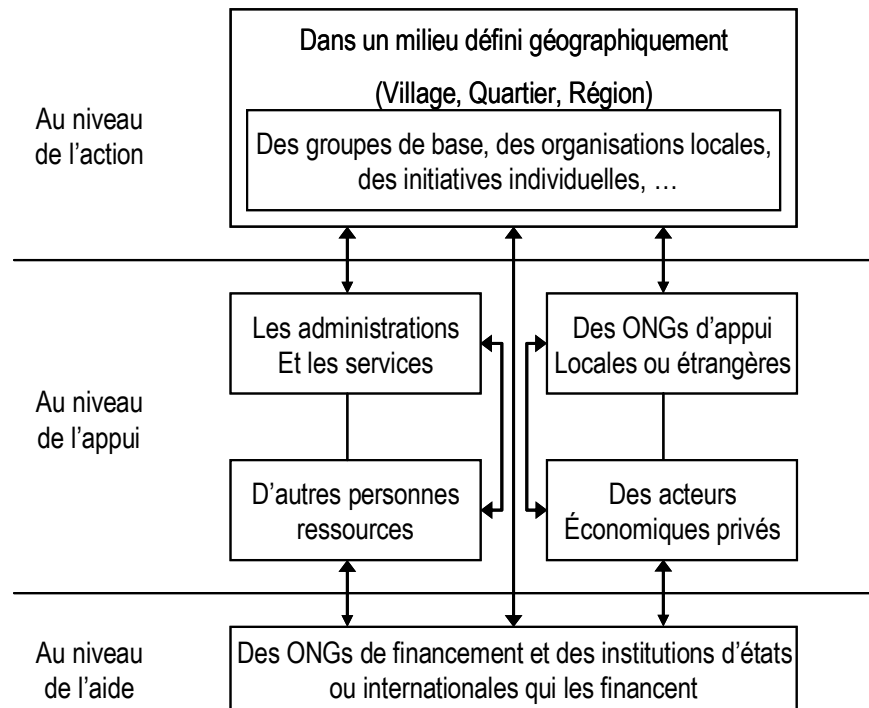 Dans un milieu défini géographiquement
(Village, Quartier, Région)
Au niveau
de l’action
Des groupes de base, des organisations locales,
des initiatives individuelles, …
Les administrations
Et les services
Des ONGs d’appui
Locales ou étrangères
Au niveau
de l’appui
D’autres personnes
ressources
Des acteurs
Économiques privés
Au niveau
de l’aide
Des ONGs de financement et des institutions d’états
ou internationales qui les financent